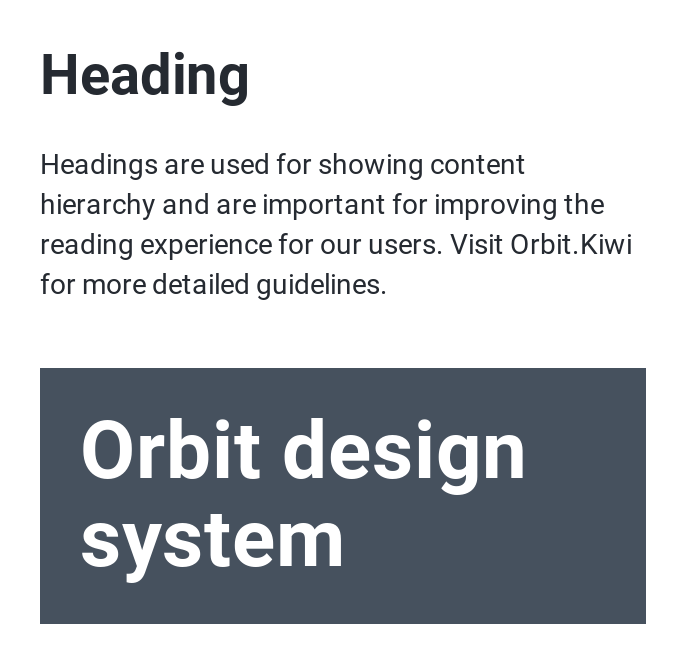 Heading
Headings are used for showing content
hierarchy and are important for improving the
reading experience for our users. Visit Orbit.Kiwi
for more detailed guidelines.
Orbit design
system